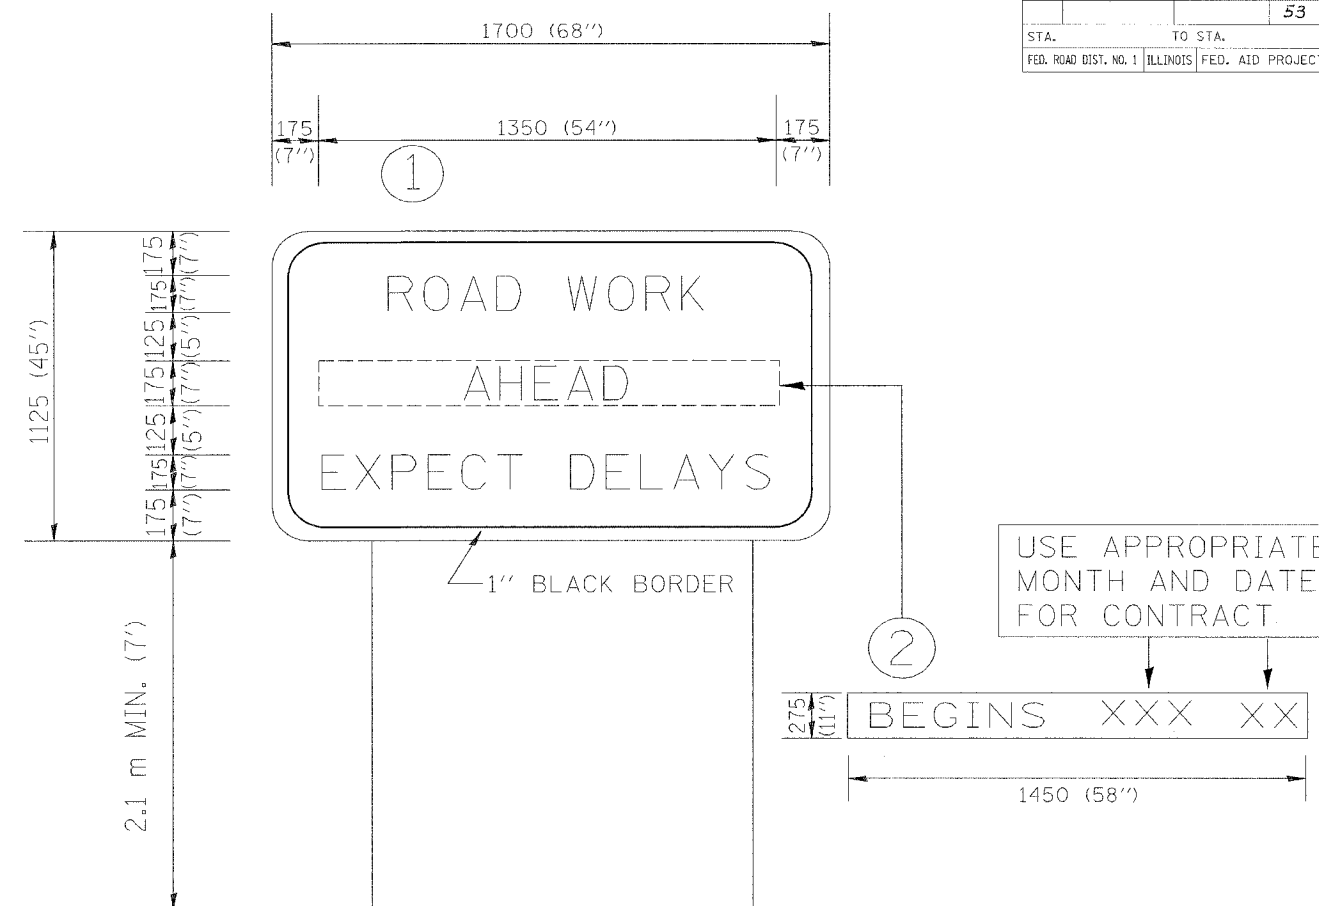 53
STA. TO STA.
FED. ROAD DIST. NO. 1 ILLINOIS FED. AID PROJECT
1700 (68'')
175 (7'')
1350 (54'')
175 (7'')
1
1125 (45'')
175 (7'')
175 (7'')
125 (5'')
175 (7'')
125 (5'')
175 (7'')
175 (7'')
ROAD WORK
AHEAD
EXPECT DELAYS
1'' BLACK BORDER
2.1 m MIN. (7')
USE APPROPRIATE
MONTH AND DATE
FOR CONTRACT
2
275 (11'')
BEGINS XXX XX
1450 (58'')